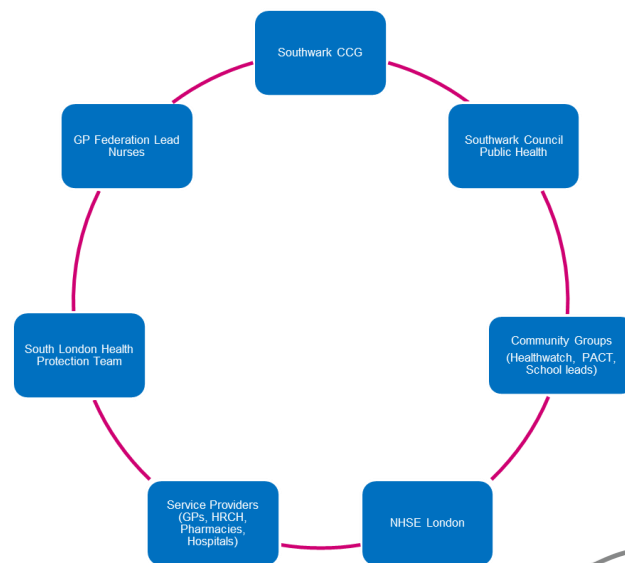 Southwark CCG
Southwark Council
Public Health
Community Groups
(Healthwatch, PACT,
School leads)
NHSE London
Service Providers
(GPs, HRCH,
Pharmacies,
Hospitals)
South London Health
Protection Team
GP Federation Lead
Nurses